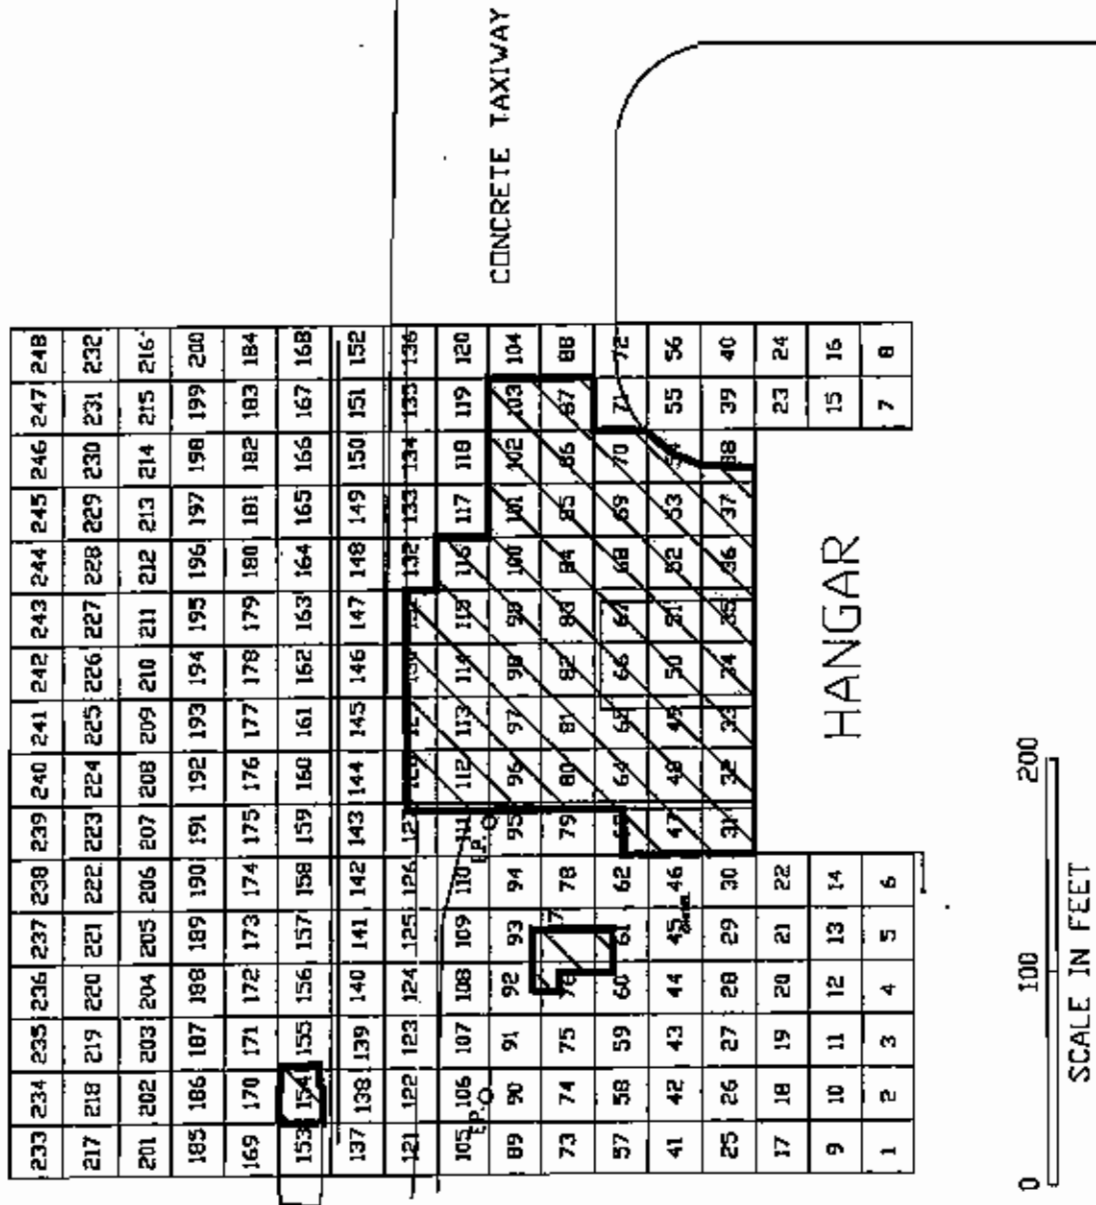 233 234 235 236 237 238 239 240 241 242 243 244 245 246 247 248
217 218 219 220 221 222 223 224 225 226 227 228 229 230 231 232
201 202 203 204 205 206 207 208 209 210 211 212 213 214 215 216
185 186 187 188 189 190 191 192 193 194 195 196 197 198 199 200
169 170 171 172 173 174 175 176 177 178 179 180 181 182 183 184
153 154 155 156 157 158 159 160 161 162 163 164 165 166 167 168
137 138 139 140 141 142 143 144 145 146 147 148 149 150 151 152
121 122 123 124 125 126 132 133 134 135 136
105 106 107 108 109 110 111 112 113 114 115 116 117 118 119 120
EP. EP.
89 90 91 92 93 94 95 96 97 98 99 100 101 102 103 104
CONCRETE TAXIWAY
73 74 75 76 78 79 80 81 82 83 84 85 86 87 88
57 58 59 60 61 62 64 65 66 67 68 69 70 71 72
41 42 43 44 45 46 47 48 49 50 51 52 53 55 56
25 26 27 28 29 30 31 32 33 34 35 36 37 38 39 40
17 18 19 20 21 22 23 24
9 10 11 12 13 14 15 16
HANGAR
1 2 3 4 5 6 7 8
0 100 200
SCALE IN FEET